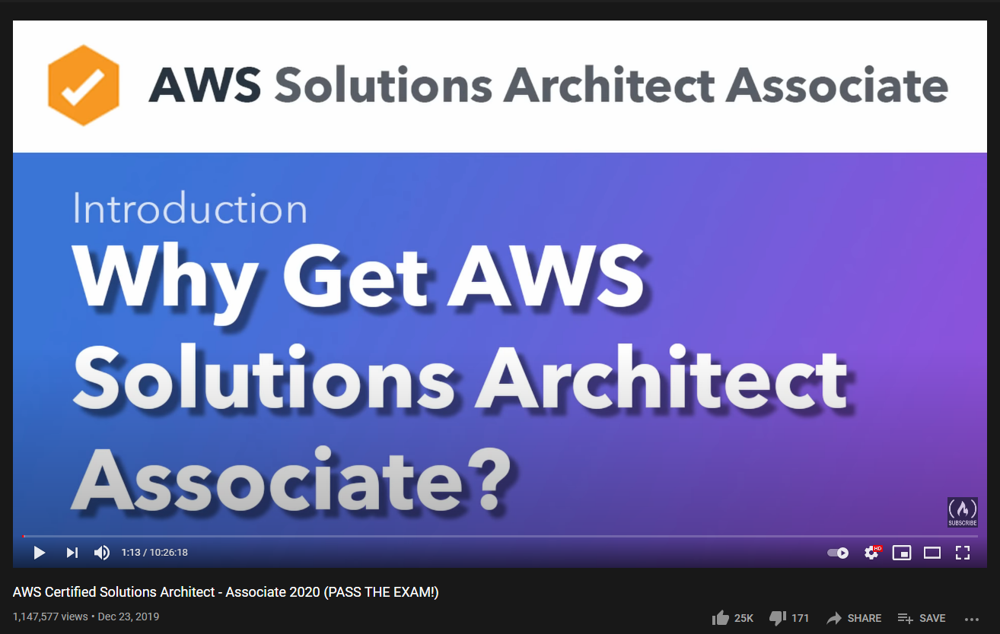 AWS Solutions Architect Associate
Introduction
Why Get AWS
Solutions Architect
Associate?
SUBSCRIBE
1:13 / 10:26:18
HD
AWS Certified Solutions Architect - Associate 2020 (PASS THE EXAM!)
1,147,577 views • Dec 23, 2019
25K 171 SHARE SAVE